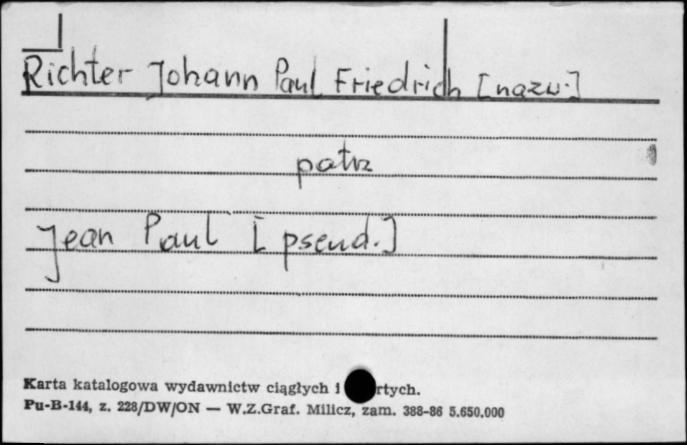 Richter Johann Paul Friedrich [nazw.]
patrz
Jean Paul [pseud.]
Karta katalogowa wydawnictw ciągłych i rtych.
Pu-B-144, z. 228/DW/ON — W.Z.Graf. Milicz, zam. 388-86 5.650.000